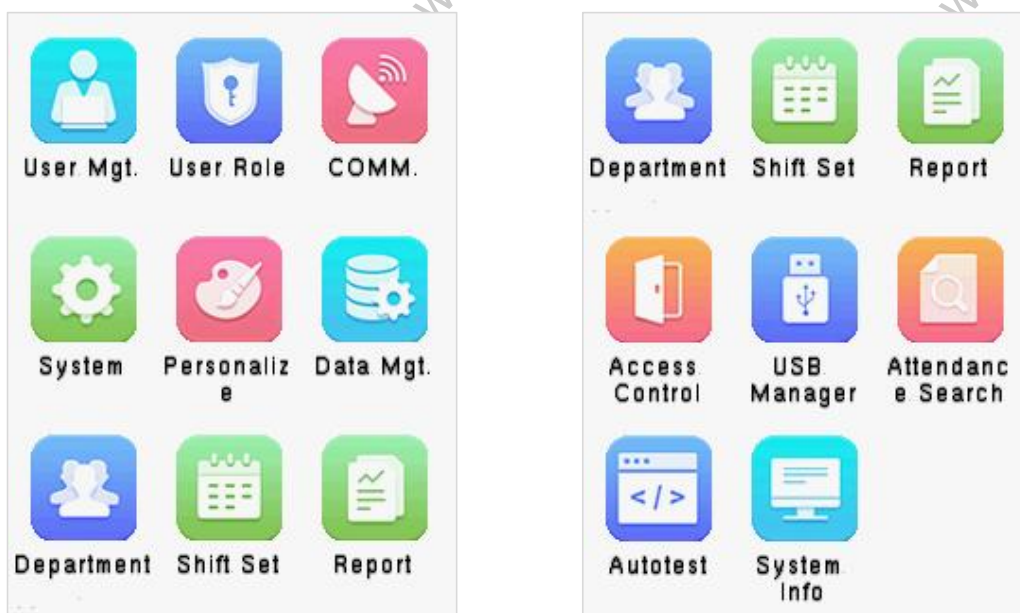 User Mgt.
User Role
COMM.
System
Personaliz
e
Data Mgt.
Department
Shift Set
Report
Department
Shift Set
Report
Access
Control
USB
Manager
Attendanc
e Search
</>
Autotest
System
Info